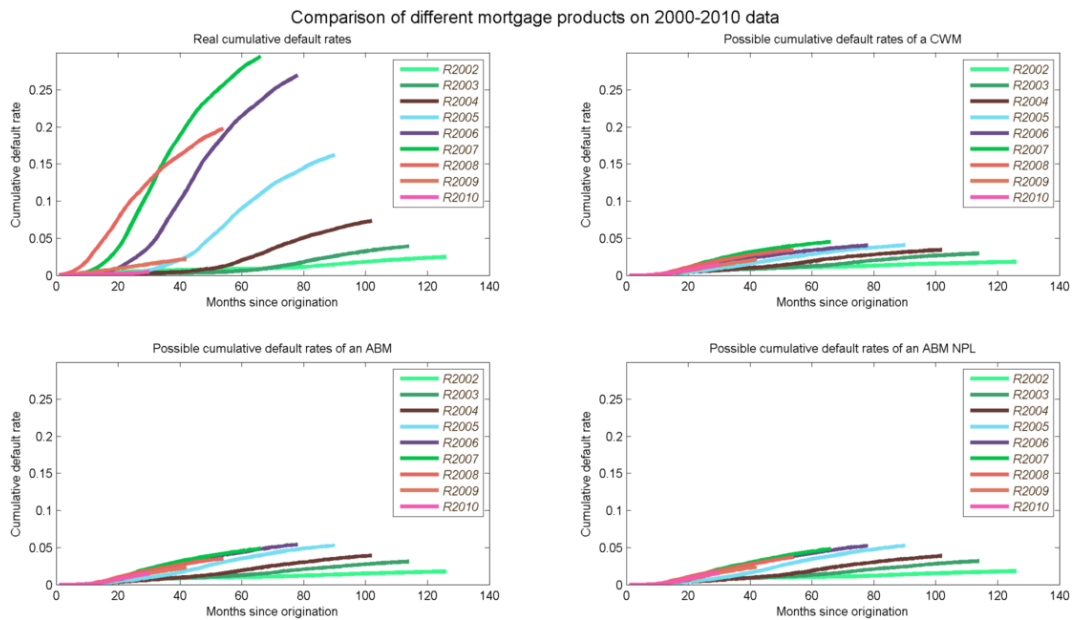 Comparison of different mortgage products on 2000-2010 data
Real cumulative default rates
Cumulative default rate
0.25
0.2
0.15
0.1
0.05
0
0 20 40 60 80 100 120 140
Months since origination
R2002
R2003
R2004
R2005
R2006
R2007
R2008
R2009
R2010
Possible cumulative default rates of a CWM
Cumulative default rate
0.25
0.2
0.15
0.1
0.05
0
0 20 40 60 80 100 120 140
Months since origination
R2002
R2003
R2004
R2005
R2006
R2007
R2008
R2009
R2010
Possible cumulative default rates of an ABM
Cumulative default rate
0.25
0.2
0.15
0.1
0.05
0
0 20 40 60 80 100 120 140
Months since origination
R2002
R2003
R2004
R2005
R2006
R2007
R2008
R2009
R2010
Possible cumulative default rates of an ABM NPL
Cumulative default rate
0.25
0.2
0.15
0.1
0.05
0
0 20 40 60 80 100 120 140
Months since origination
R2002
R2003
R2004
R2005
R2006
R2007
R2008
R2009
R2010